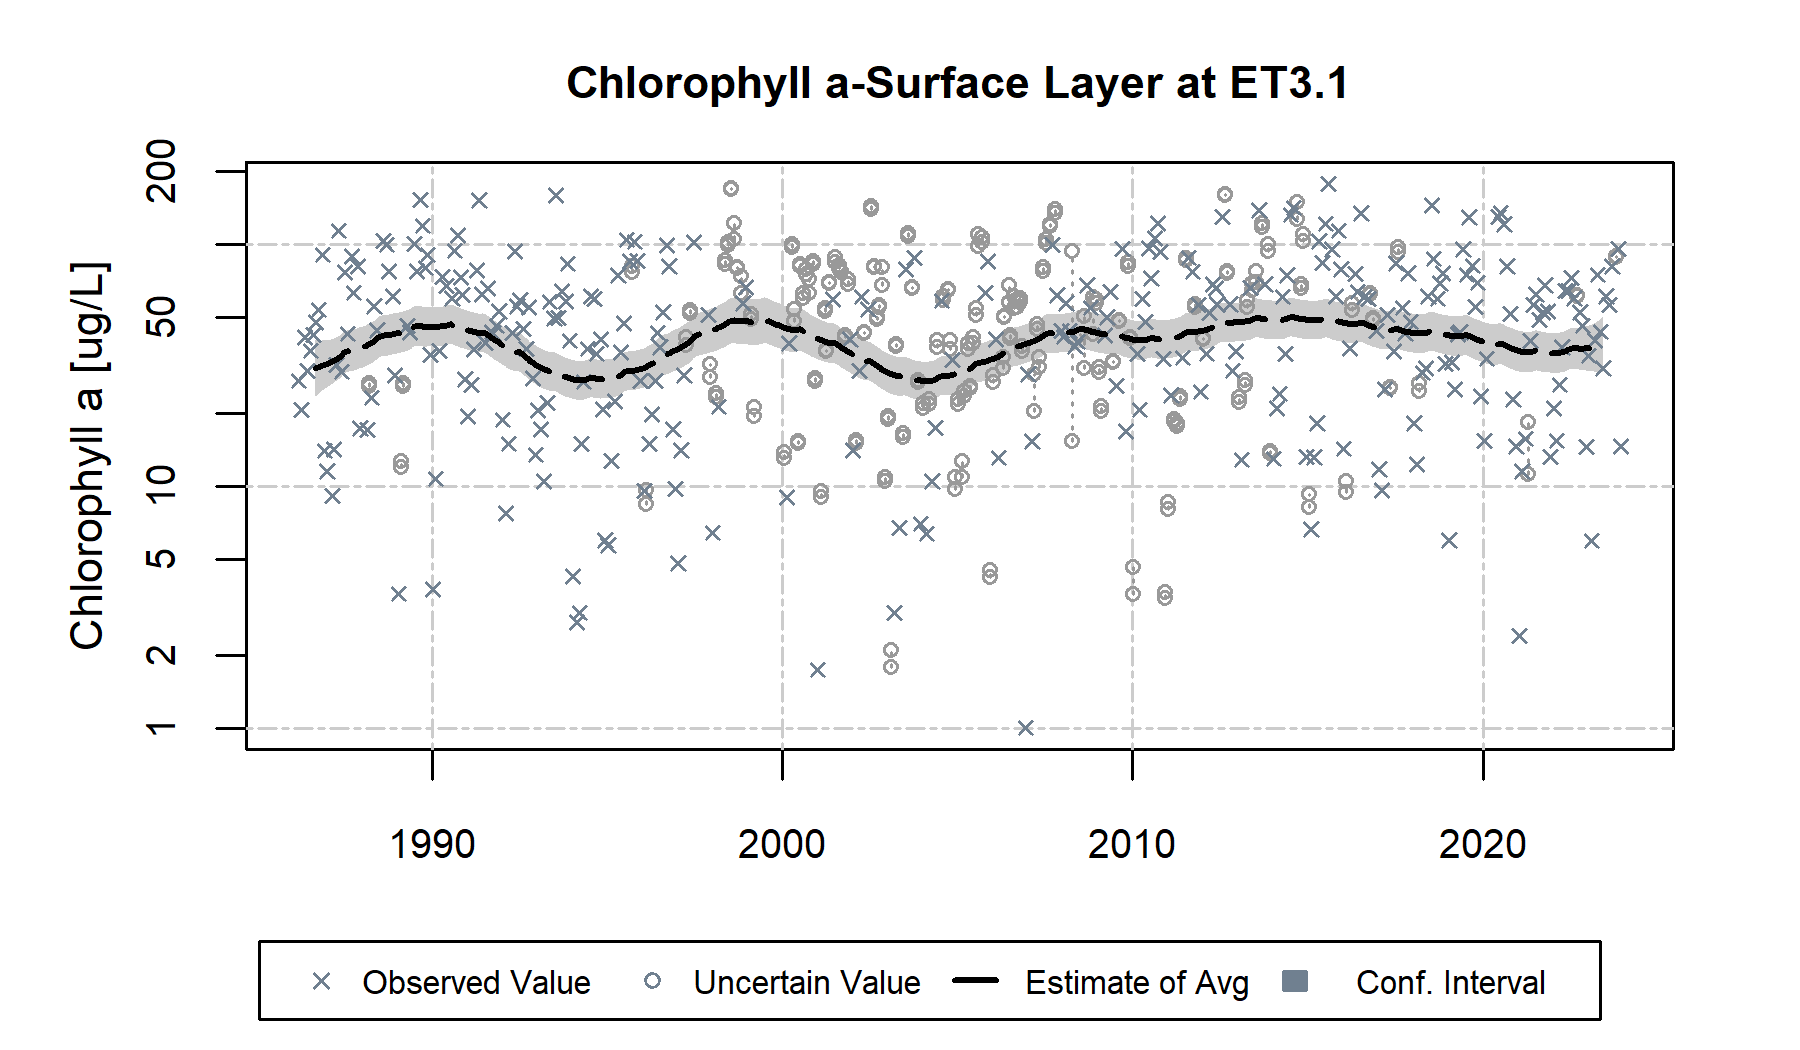 Chlorophyll a-Surface Layer at ET3.1
Chlorophyll a [ug/L]
200
50
10
5
2
1
1990 2000 2010 2020
Observed Value Uncertain Value Estimate of Avg Conf. Interval